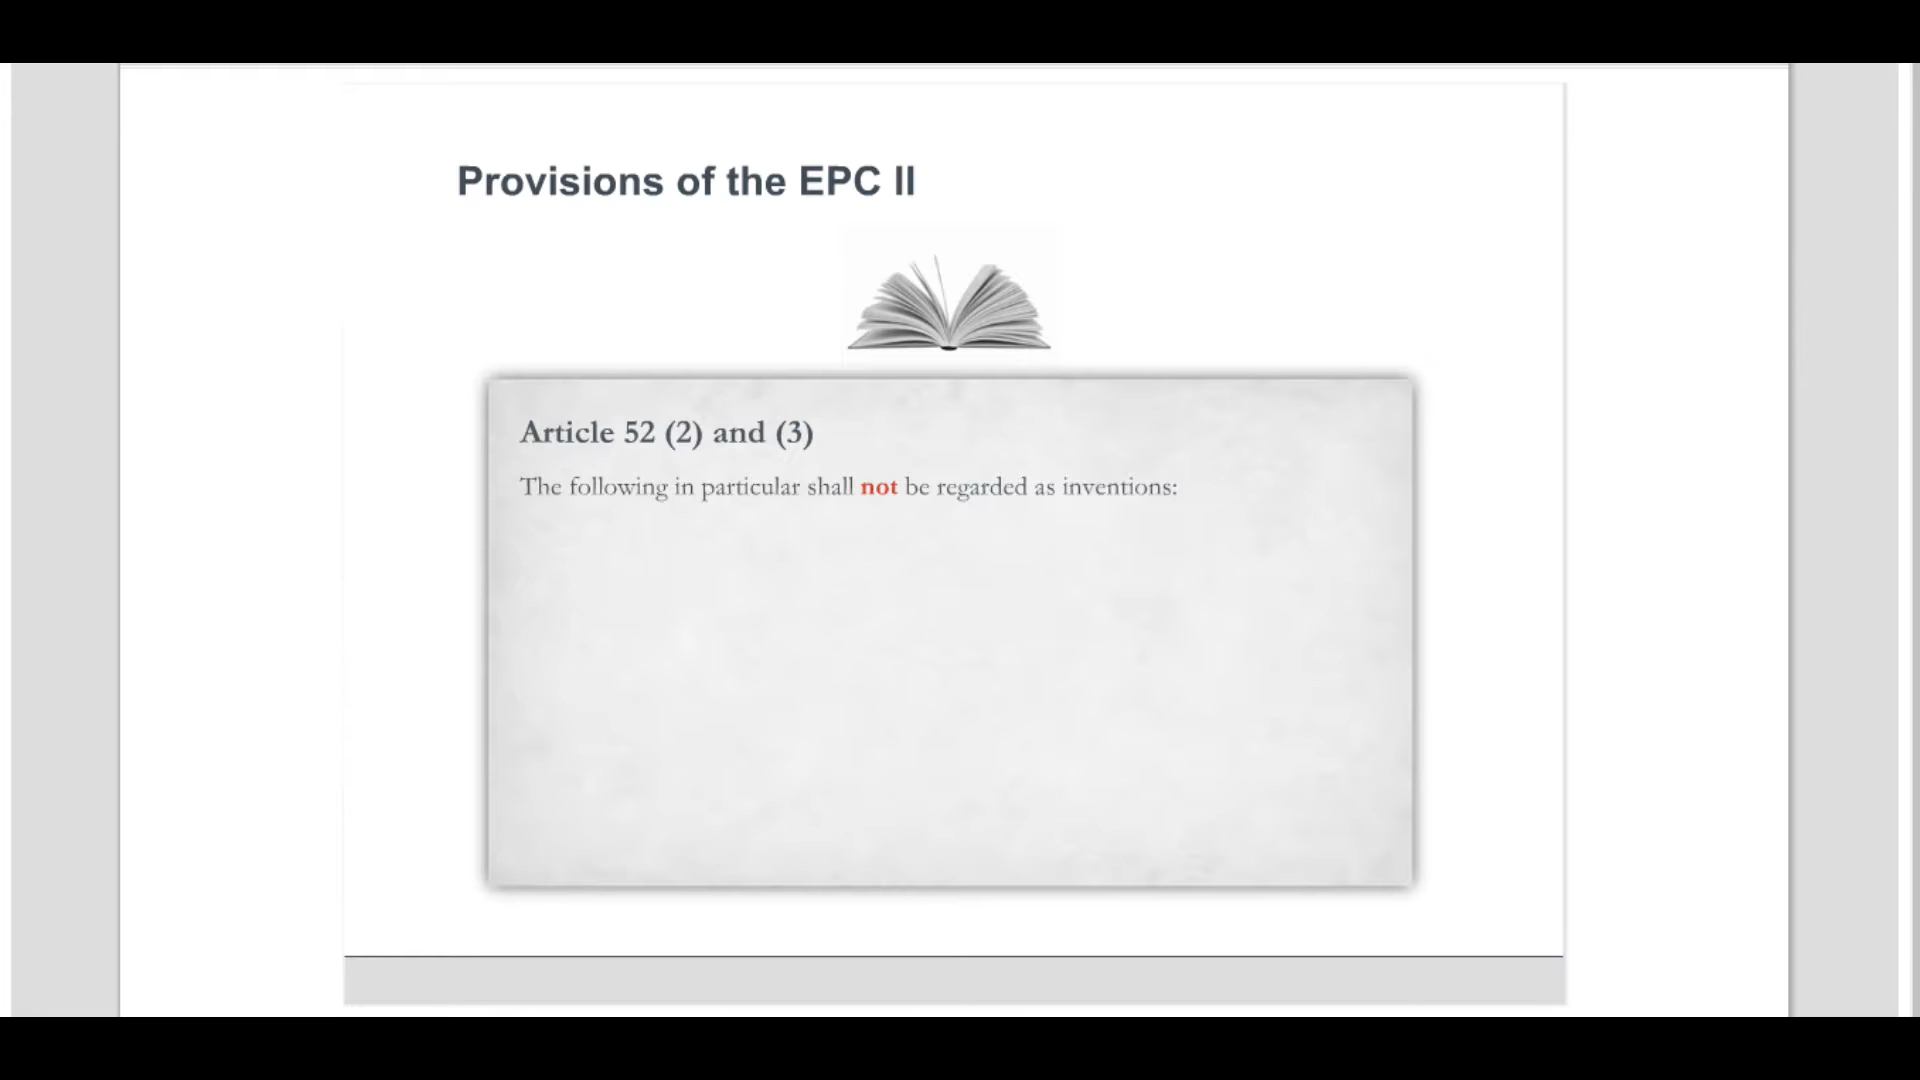 Provisions of the EPC II
Article 52 (2) and (3)
The following in particular shall not be regarded as inventions: